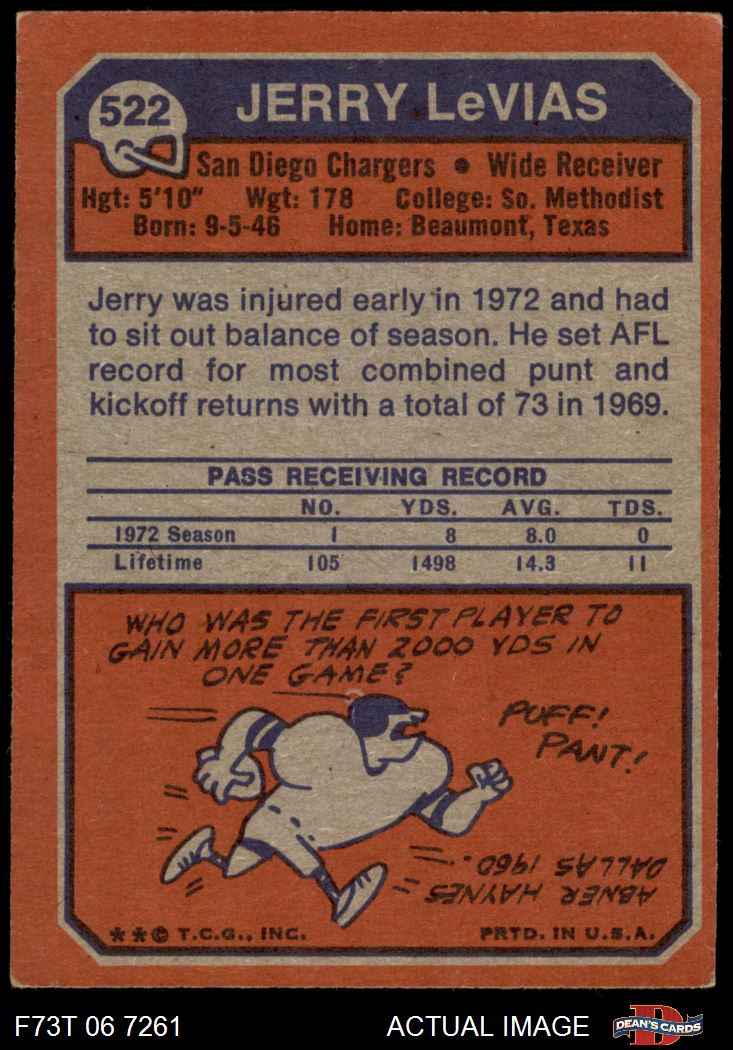 522
JERRY LeVIAS
San Diego Chargers • Wide Receiver
Hgt: 5'10" Wgt: 178 College: So. Methodist
Born: 9-5-46 Home: Beaumont, Texas
Jerry was injured early in 1972 and had
to sit out balance of season. He set AFL
record for most combined punt and
kickoff returns with a total of 73 in 1969.
PASS RECEIVING RECORD
NO. YDS. AVG. TDS.
1972 Season 1 8 8.0 0
Lifetime 105 1498 14.3 11
WHO WAS THE FIRST PLAYER TO
GAIN MORE THAN 2000 YDS IN
ONE GAME?
PUFF!
PANT!
ABNER HAYNES
DALLAS 1960..
**© T.C.G., INC. PRTD. IN U.S.A.
F73T 06 7261 ACTUAL IMAGE
D
DEAN'S CARDS